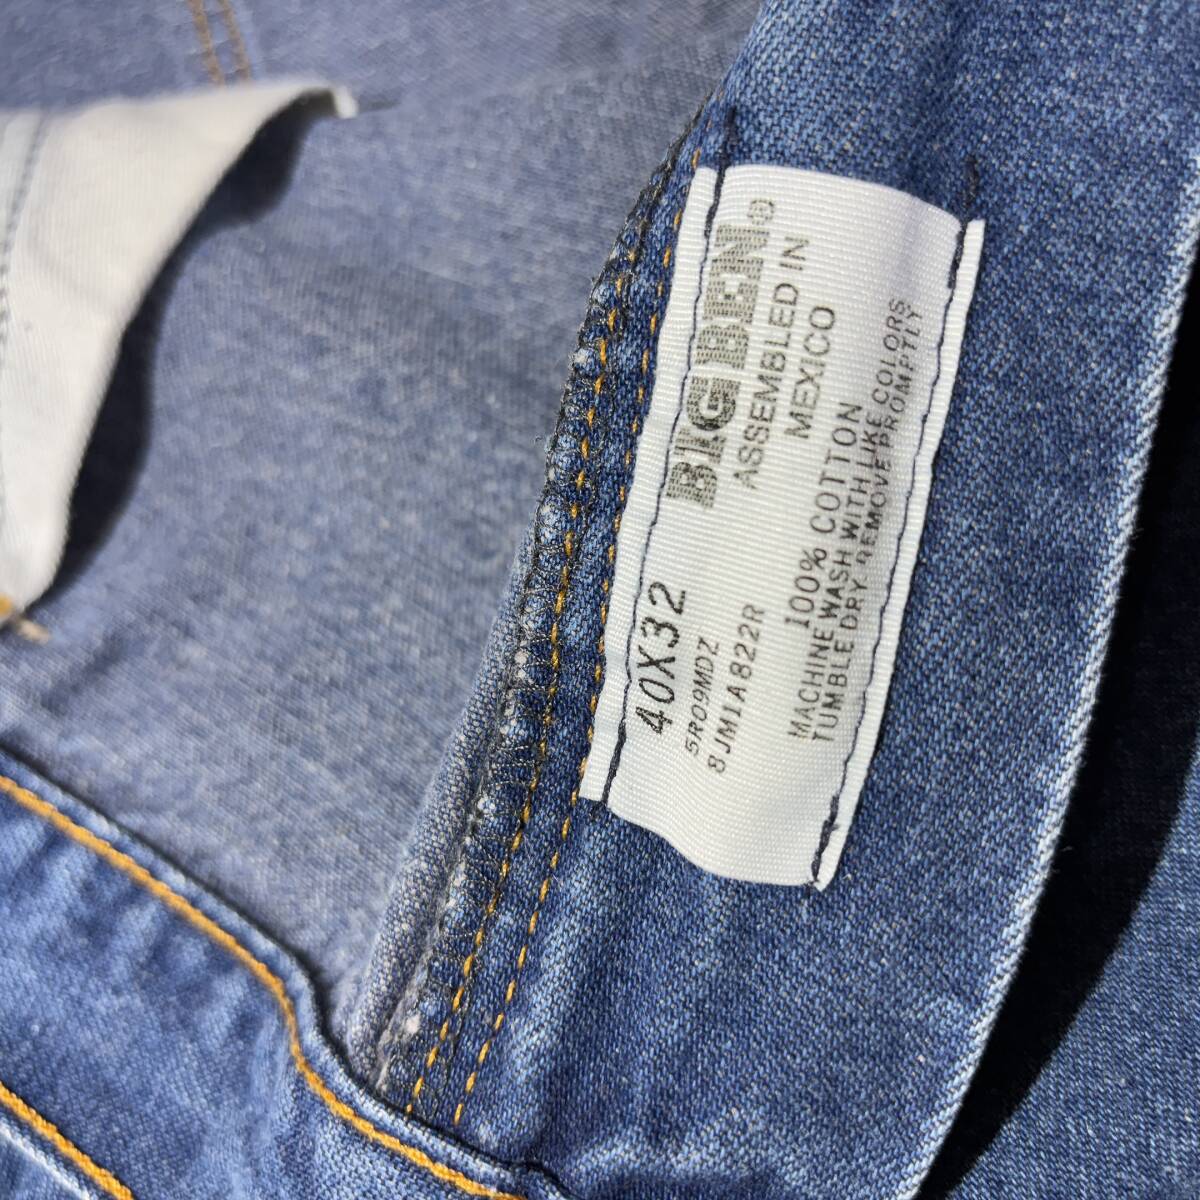 BIG BEN®
ASSEMBLED IN
MEXICO
40X32
5R09MDZ
8JM1A822R
100% COTTON
MACHINE WASH WITH LIKE COLORS
TUMBLE DRY REMOVE PROMPTLY